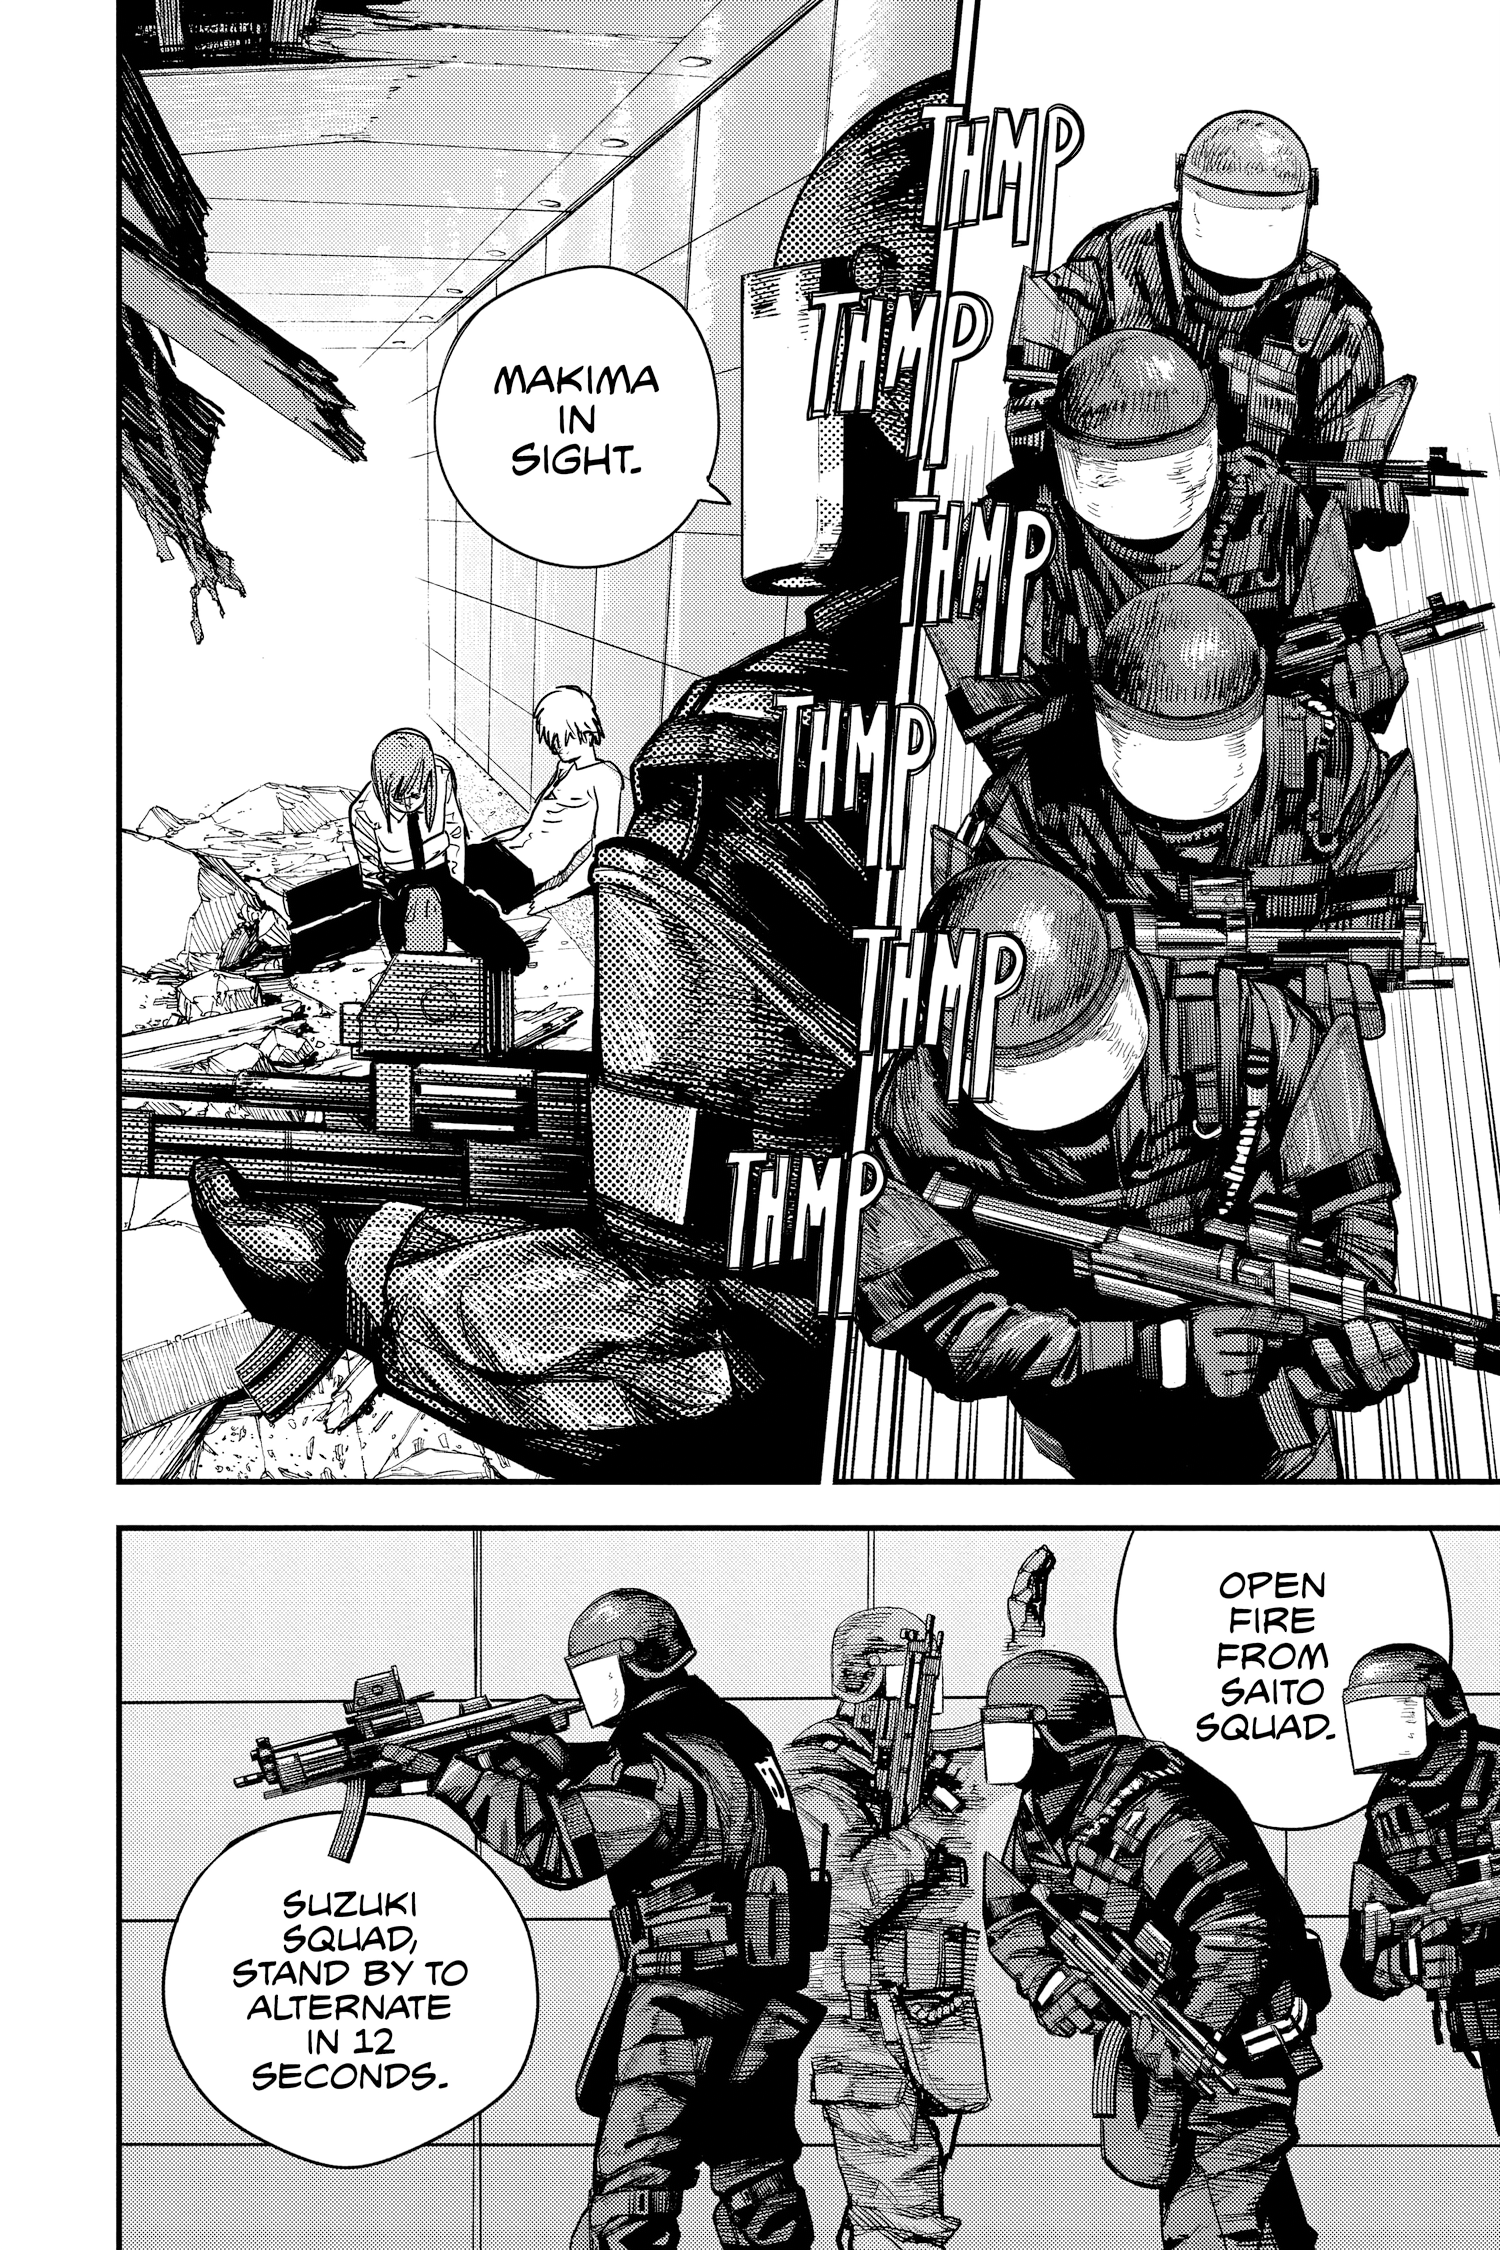 THMP
THMP
THMP
THMP
THMP
THMP
MAKIMA
IN
SIGHT.
OPEN
FIRE
FROM
SAITO
SQUAD.
SUZUKI
SQUAD,
STAND BY TO
ALTERNATE
IN 12
SECONDS.